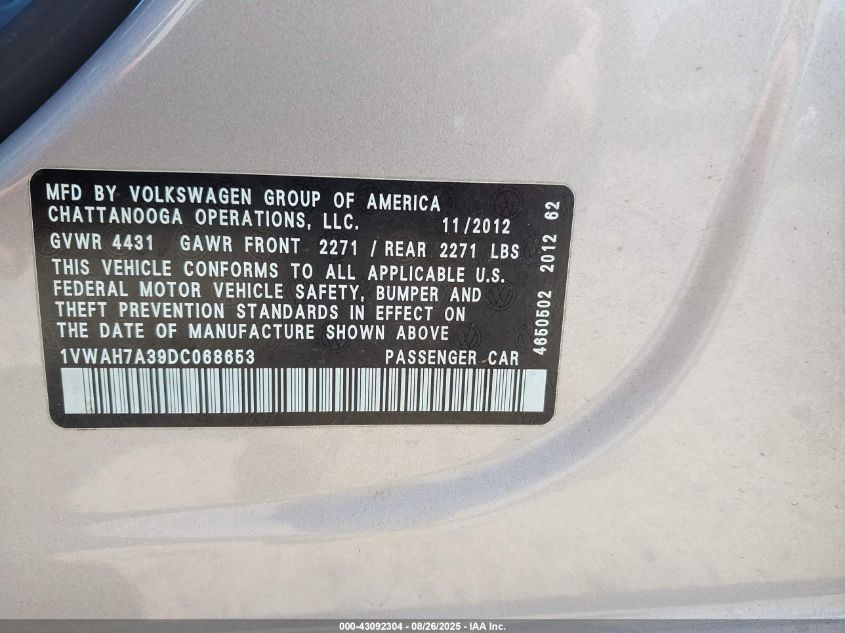 MFD BY VOLKSWAGEN GROUP OF AMERICA
CHATTANOOGA OPERATIONS, LLC. 11/2012
GVWR 4431 GAWR FRONT 2271 / REAR 2271 LBS
THIS VEHICLE CONFORMS TO ALL APPLICABLE U.S.
FEDERAL MOTOR VEHICLE SAFETY, BUMPER AND
THEFT PREVENTION STANDARDS IN EFFECT ON
THE DATE OF MANUFACTURE SHOWN ABOVE
1VWAH7A39DC068653 PASSENGER CAR
4650502 2012 62
000-43092304 - 08/26/2025 - IAA Inc.